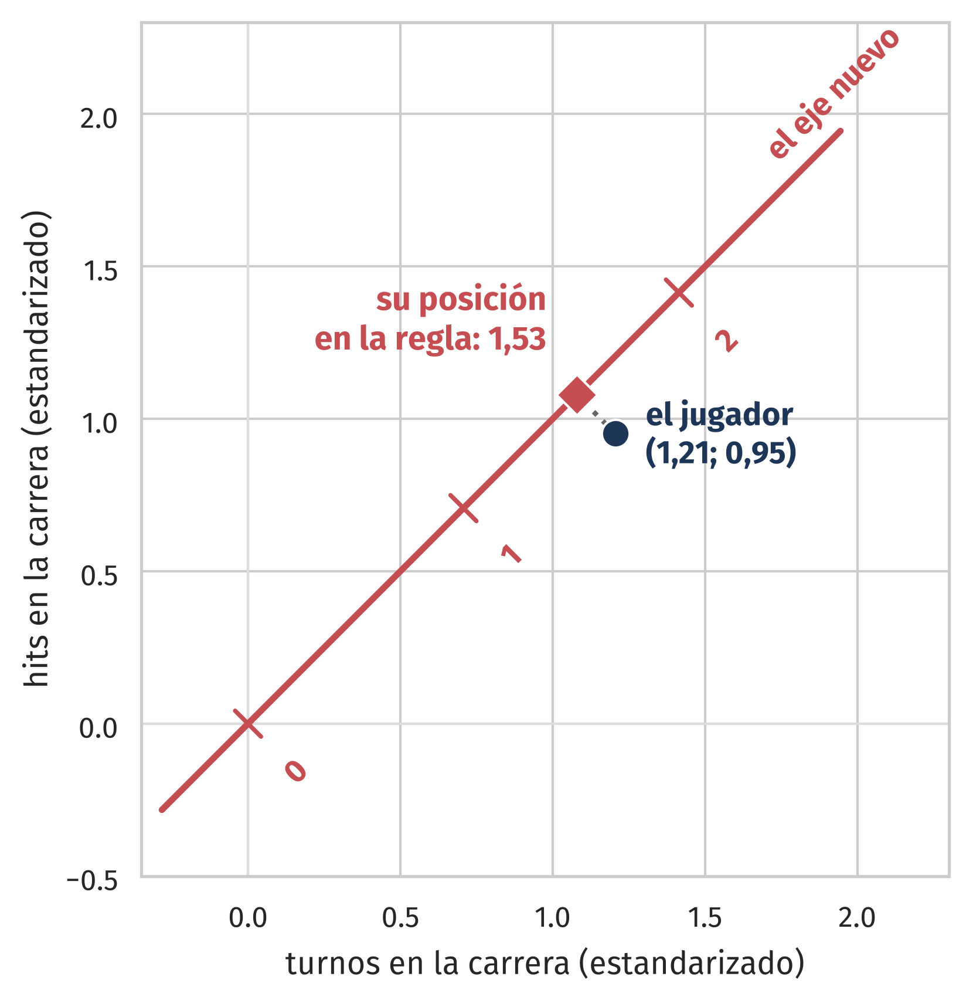 el eje nuevo
2.0
1.5
1.0
0.5
0.0
−0.5
hits en la carrera (estandarizado)
su posición
en la regla: 1,53
2
el jugador
(1,21; 0,95)
1
0
0.0
0.5
1.0
1.5
2.0
turnos en la carrera (estandarizado)